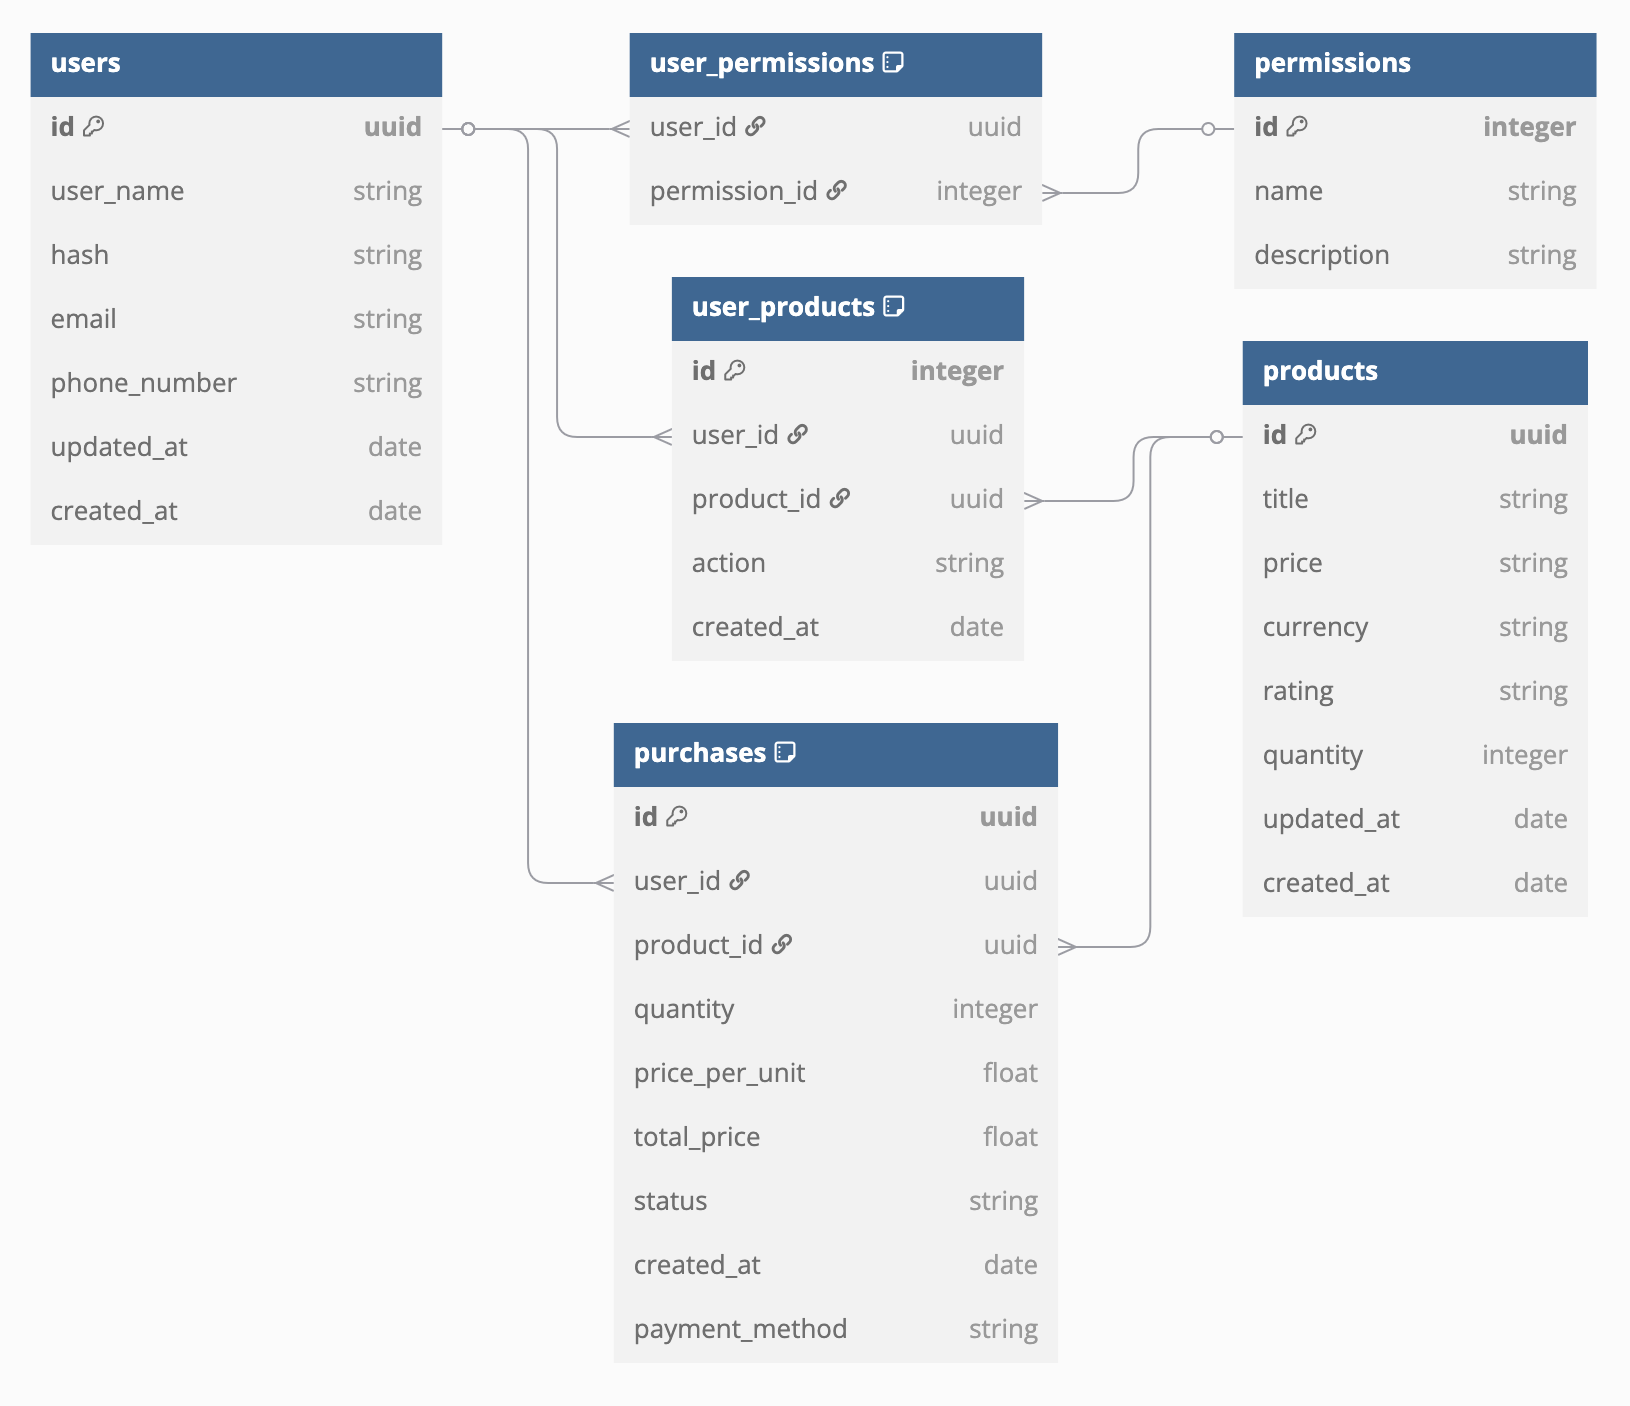 users
id uuid
user_name string
hash string
email string
phone_number string
updated_at date
created_at date
user_permissions
user_id uuid
permission_id integer
permissions
id integer
name string
description string
user_products
id integer
user_id uuid
product_id uuid
action string
created_at date
products
id uuid
title string
price string
currency string
rating string
quantity integer
updated_at date
created_at date
purchases
id uuid
user_id uuid
product_id uuid
quantity integer
price_per_unit float
total_price float
status string
created_at date
payment_method string